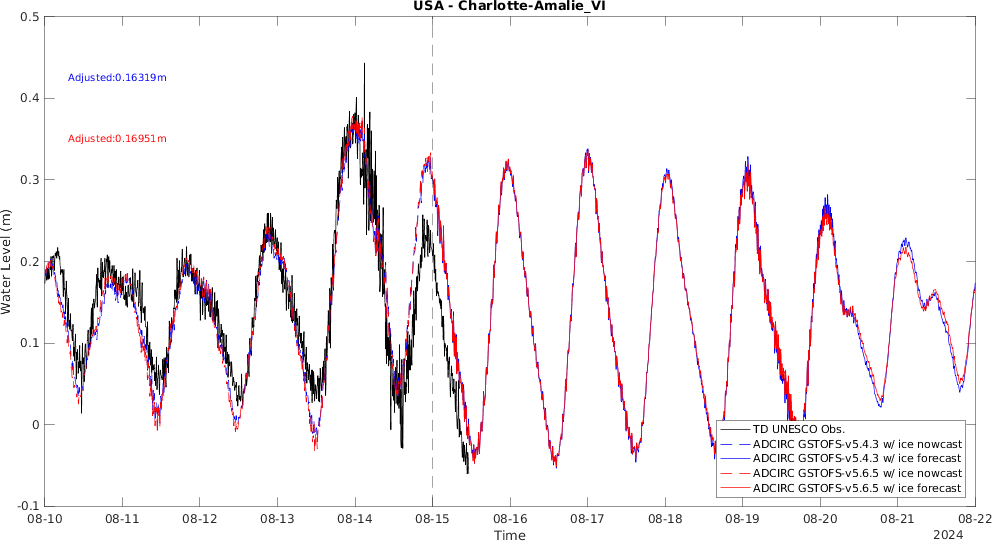 USA - Charlotte-Amalie_VI
0.5
0.4
0.3
0.2
0.1
0
-0.1
Water Level (m)
Adjusted:0.16319m
Adjusted:0.16951m
TD UNESCO Obs.
ADCIRC GSTOFS-v5.4.3 w/ ice nowcast
ADCIRC GSTOFS-v5.4.3 w/ ice forecast
ADCIRC GSTOFS-v5.6.5 w/ ice nowcast
ADCIRC GSTOFS-v5.6.5 w/ ice forecast
08-10 08-11 08-12 08-13 08-14 08-15 08-16 08-17 08-18 08-19 08-20 08-21 08-22
Time
2024